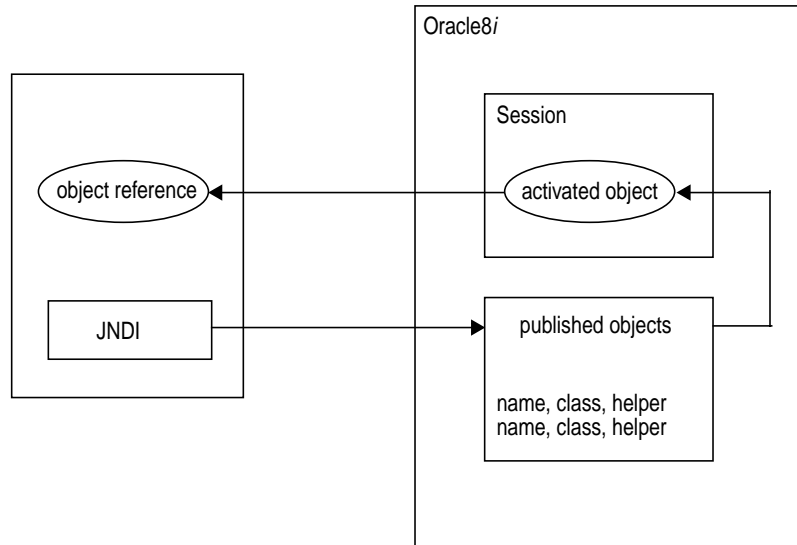 Oracle8i
Session
object reference
activated object
JNDI
published objects
name, class, helper
name, class, helper